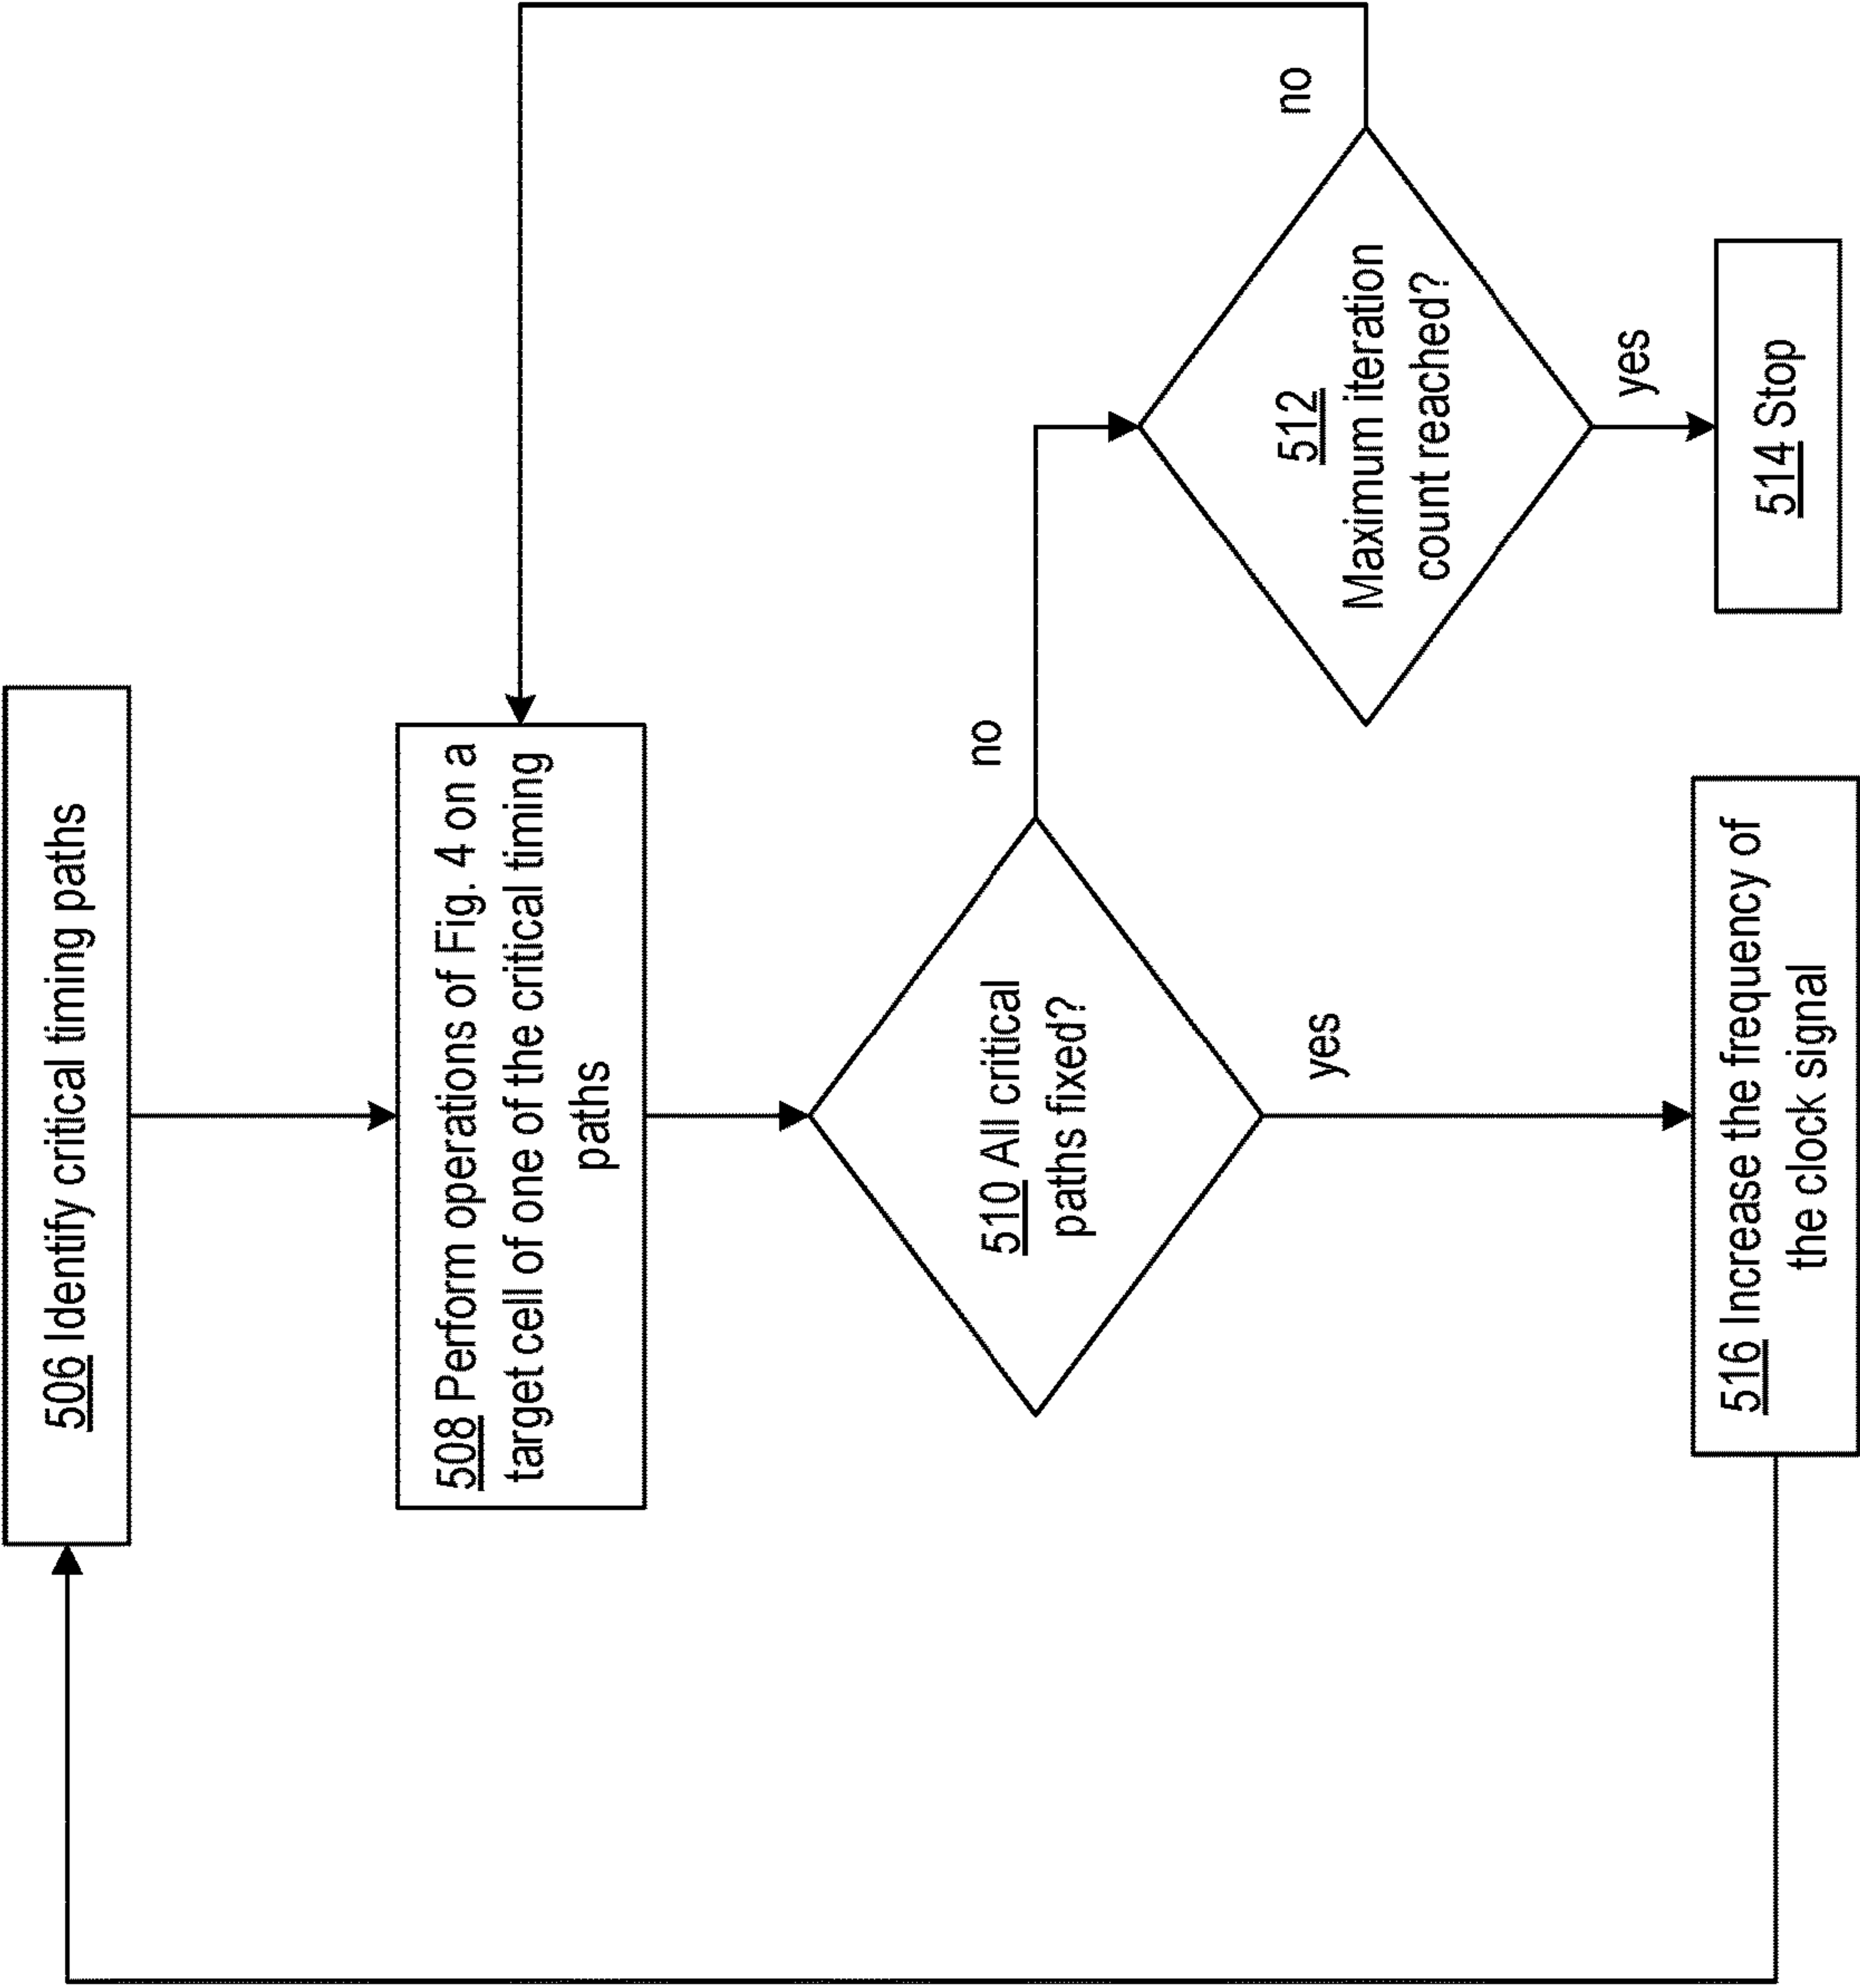 506 Identify critical timing paths
508 Perform operations of Fig. 4 on a
target cell of one of the critical timing
paths
510 All critical
paths fixed?
no
yes
512
Maximum iteration
count reached?
no
yes
514 Stop
516 Increase the frequency of
the clock signal